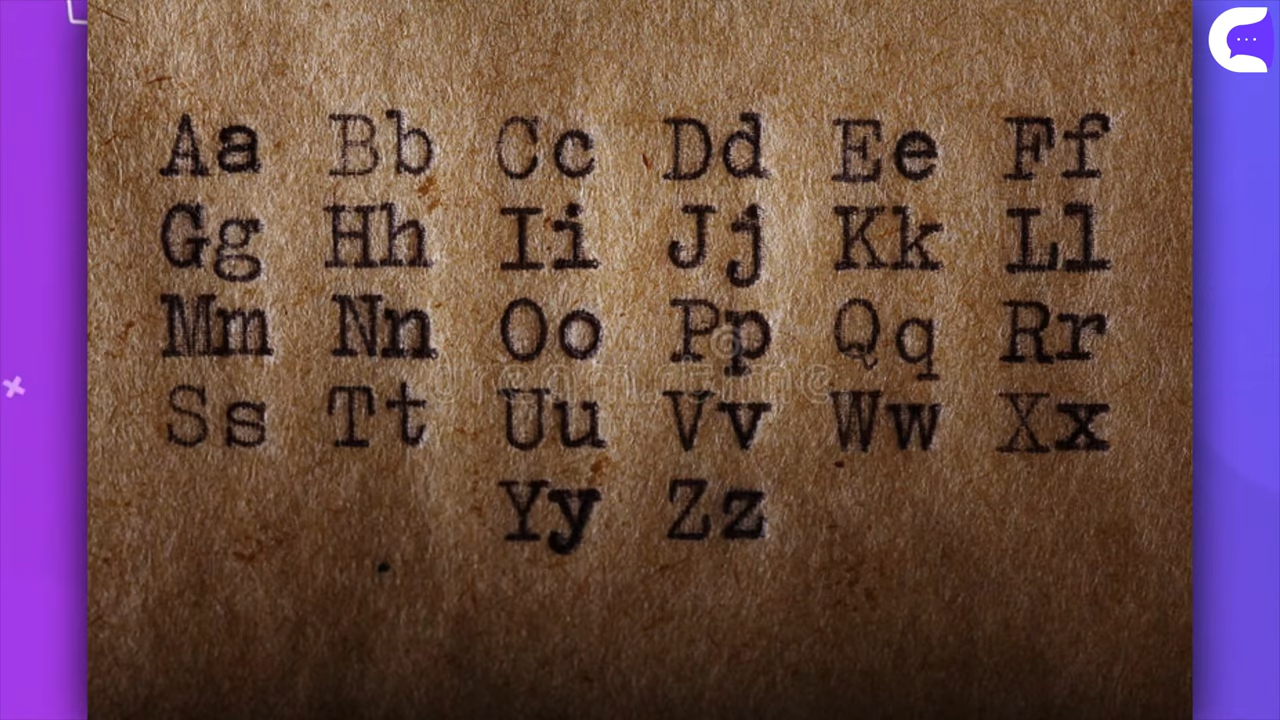 Aa Bb Cc Dd Ee Ff
Gg Hh Ii Jj Kk Ll
Mm Nn Oo Pp Qq Rr
dreamstime
Ss Tt Uu Vv Ww Xx
Yy Zz